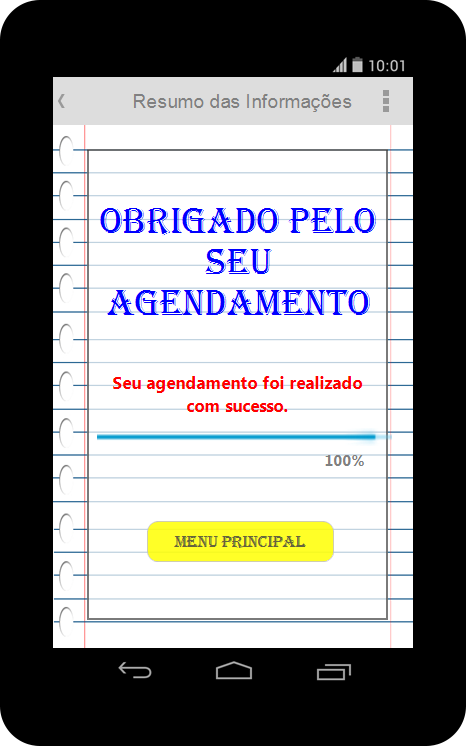 10:01
Resumo das Informações
OBRIGADO PELO
SEU
AGENDAMENTO
Seu agendamento foi realizado
com sucesso.
100%
MENU PRINCIPAL